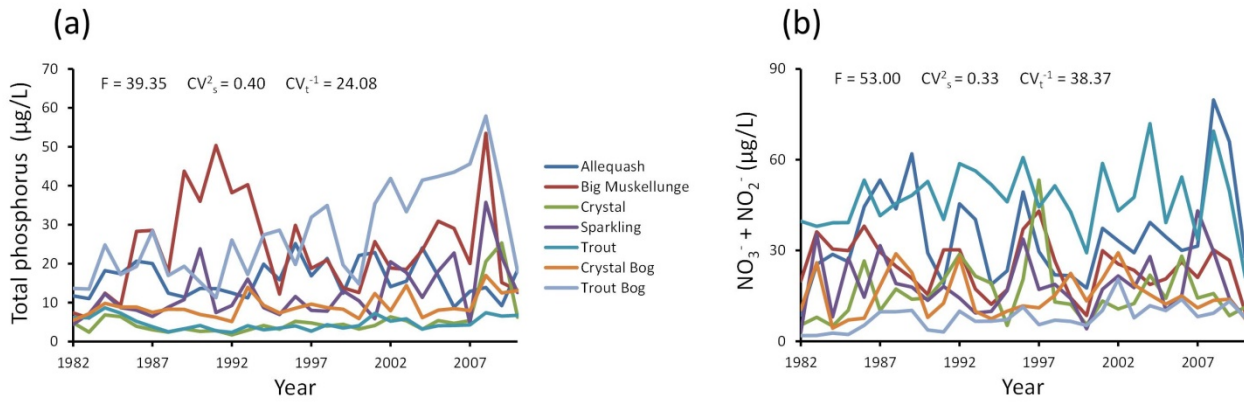 (a)
F = 39.35 CV²ₛ = 0.40 CVₜ⁻¹ = 24.08
Total phosphorus (µg/L)
70
60
50
40
30
20
10
0
1982 1987 1992 1997 2002 2007
Year
Allequash
Big Muskellunge
Crystal
Sparkling
Trout
Crystal Bog
Trout Bog
(b)
F = 53.00 CV²ₛ = 0.33 CVₜ⁻¹ = 38.37
NO₃⁻ + NO₂⁻ (µg/L)
90
60
30
0
1982 1987 1992 1997 2002 2007
Year